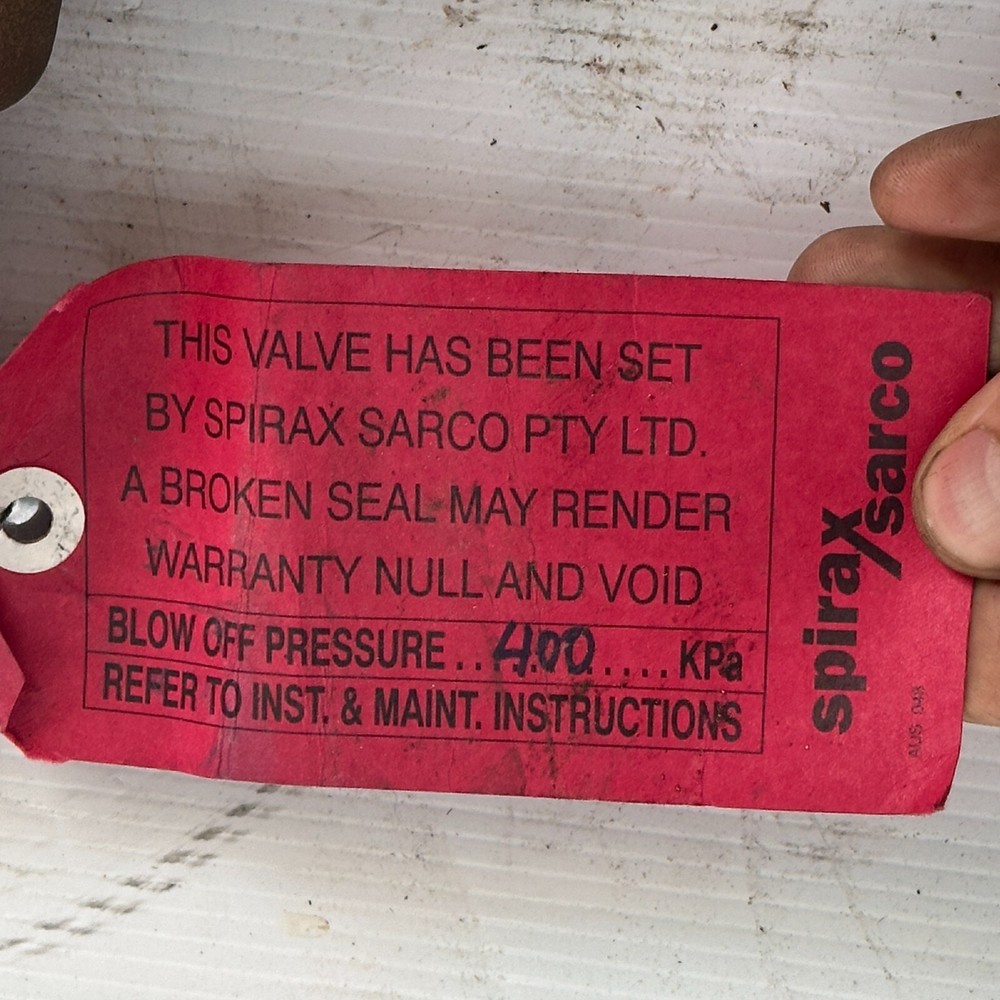 THIS VALVE HAS BEEN SET
BY SPIRAX SARCO PTY LTD.
A BROKEN SEAL MAY RENDER
WARRANTY NULL AND VOID
BLOW OFF PRESSURE . . 400 . . . . . KPa
REFER TO INST. & MAINT. INSTRUCTIONS
spirax/sarco
AUS 048